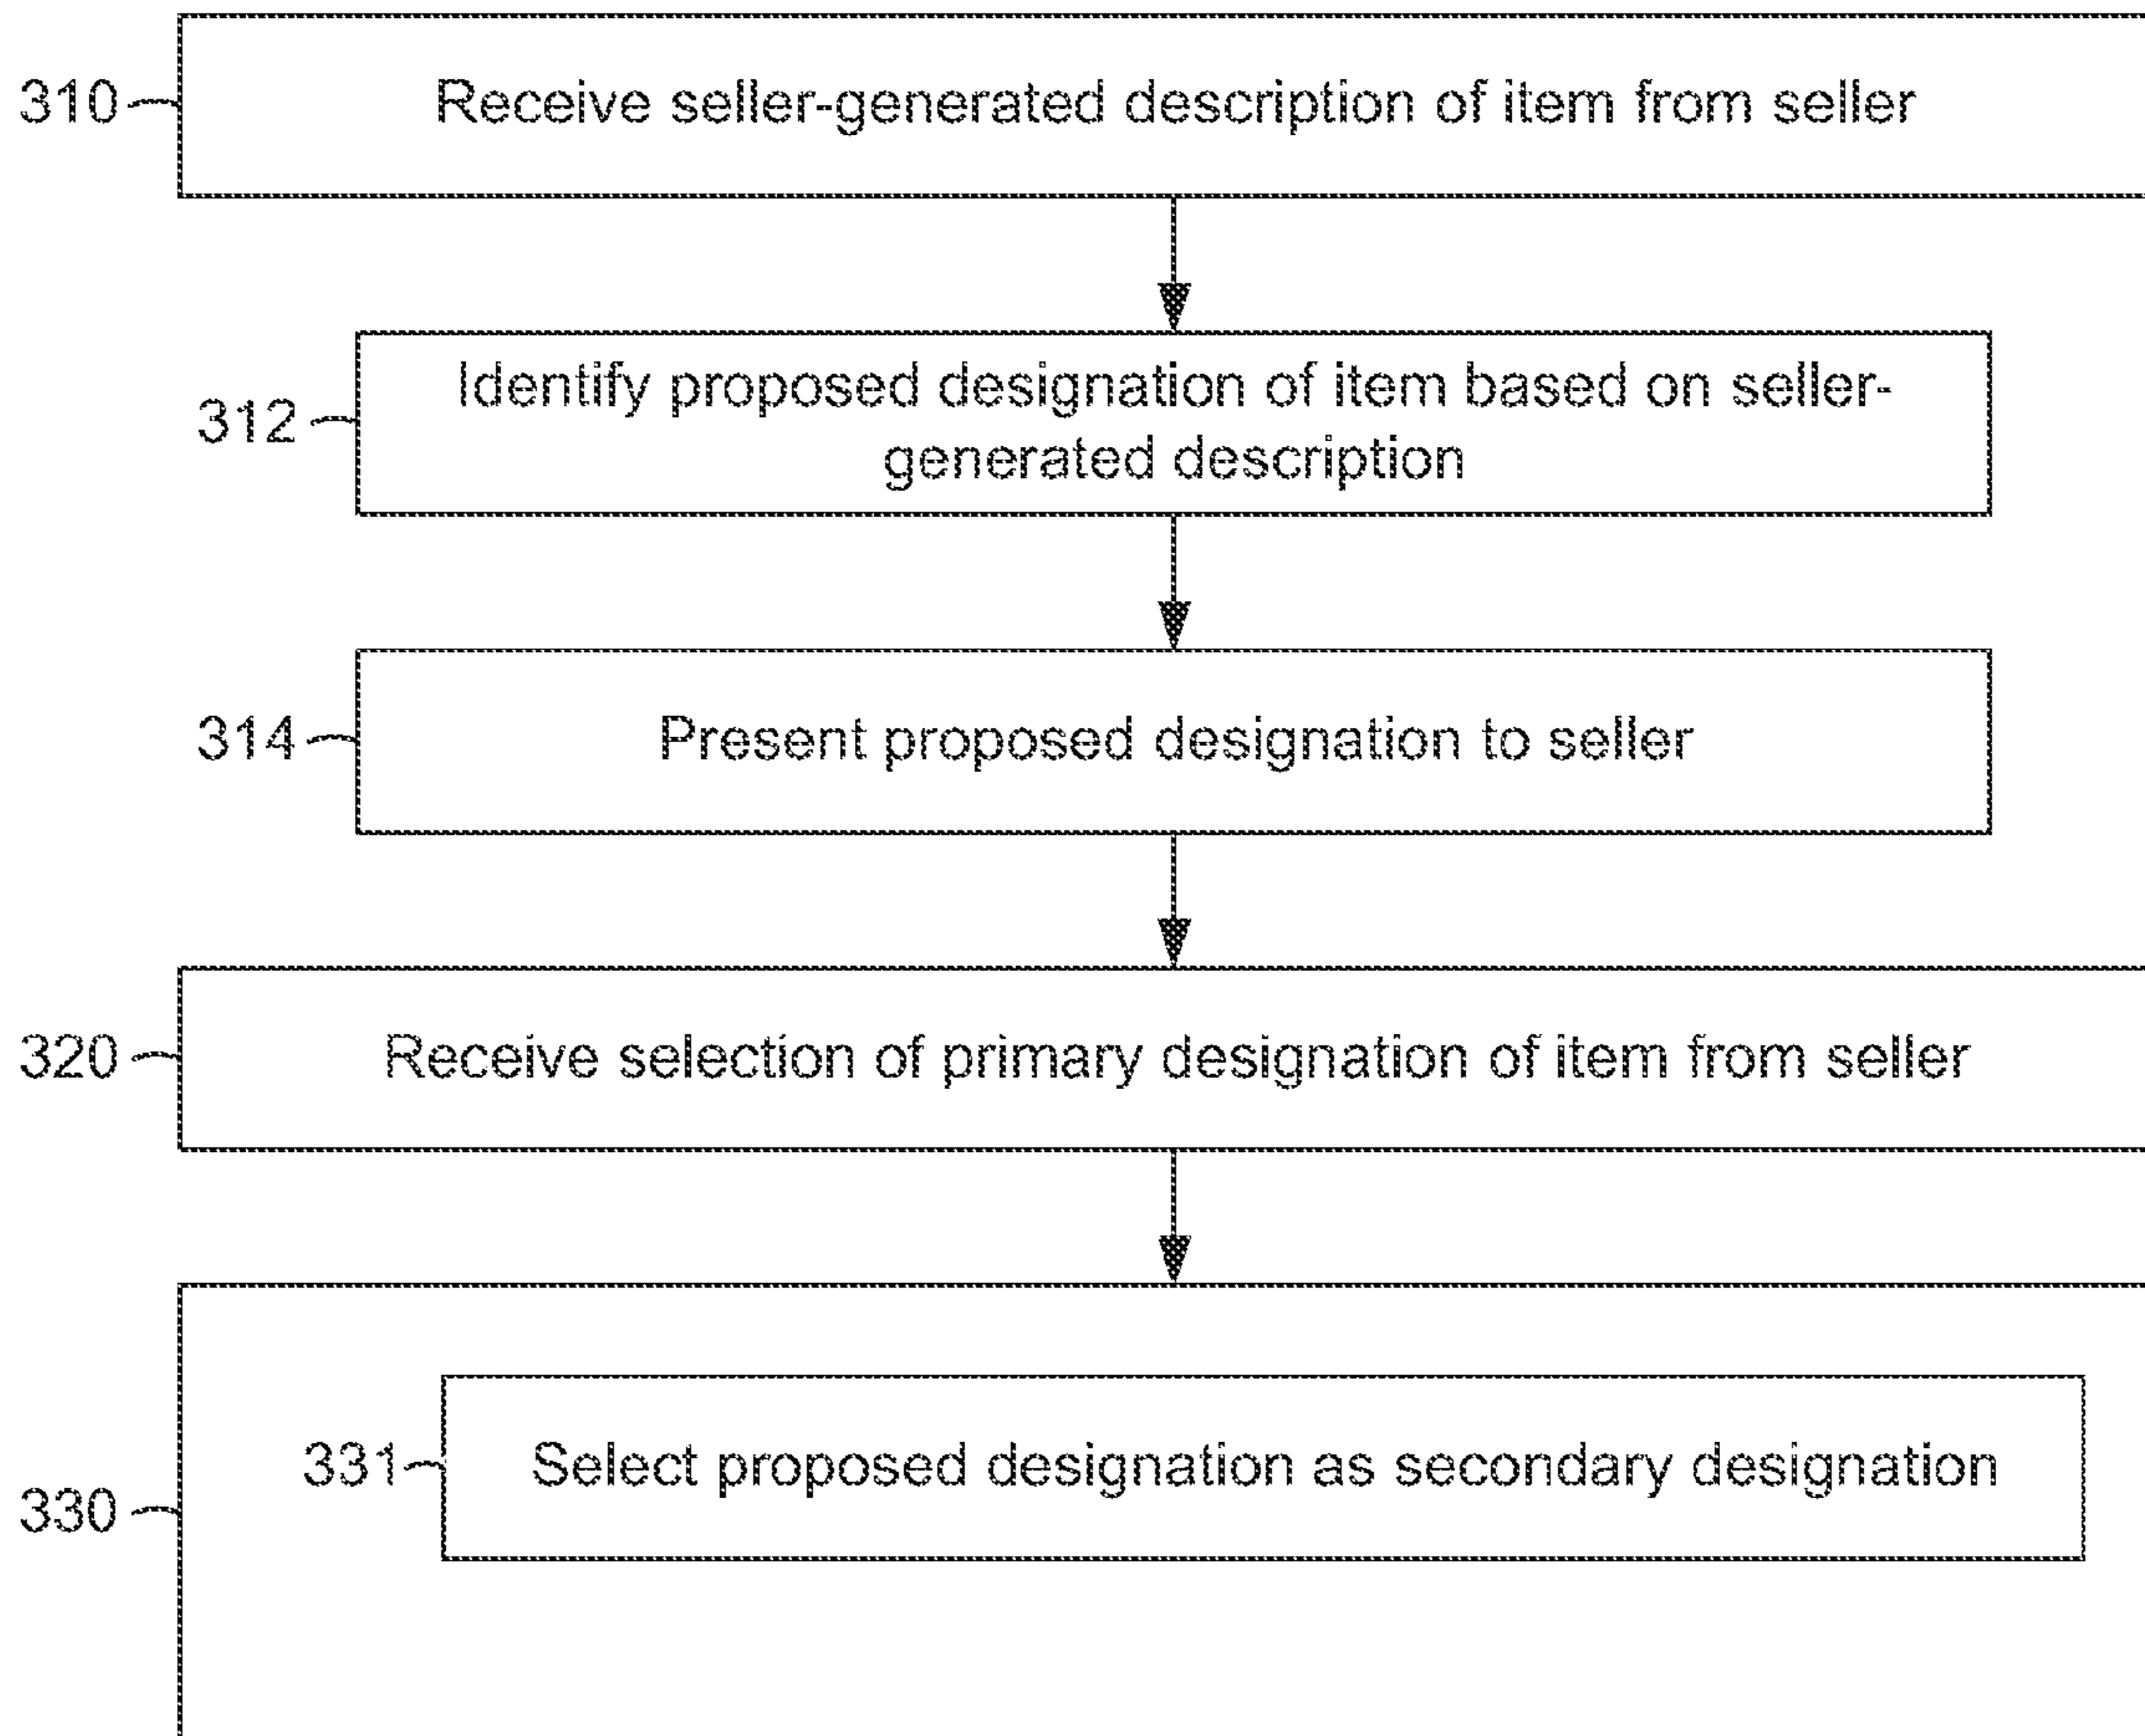 310
Receive seller-generated description of item from seller
312
Identify proposed designation of item based on seller-
generated description
314
Present proposed designation to seller
320
Receive selection of primary designation of item from seller
331
Select proposed designation as secondary designation
330